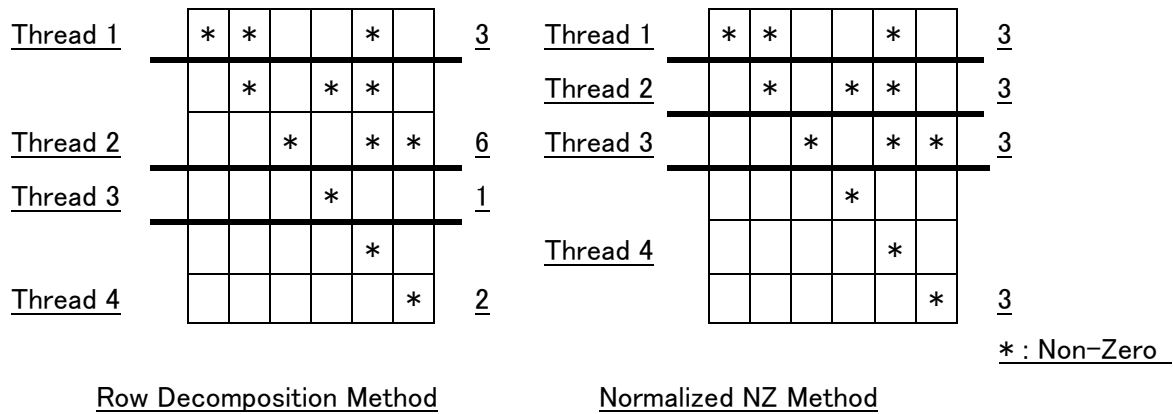 Thread 1 * * * 3
* * *
Thread 2 * * * 6
Thread 3 * 1
*
Thread 4 * 2
Row Decomposition Method
Thread 1 * * * 3
Thread 2 * * * 3
Thread 3 * * * 3
*
Thread 4 *
* 3
* : Non-Zero
Normalized NZ Method